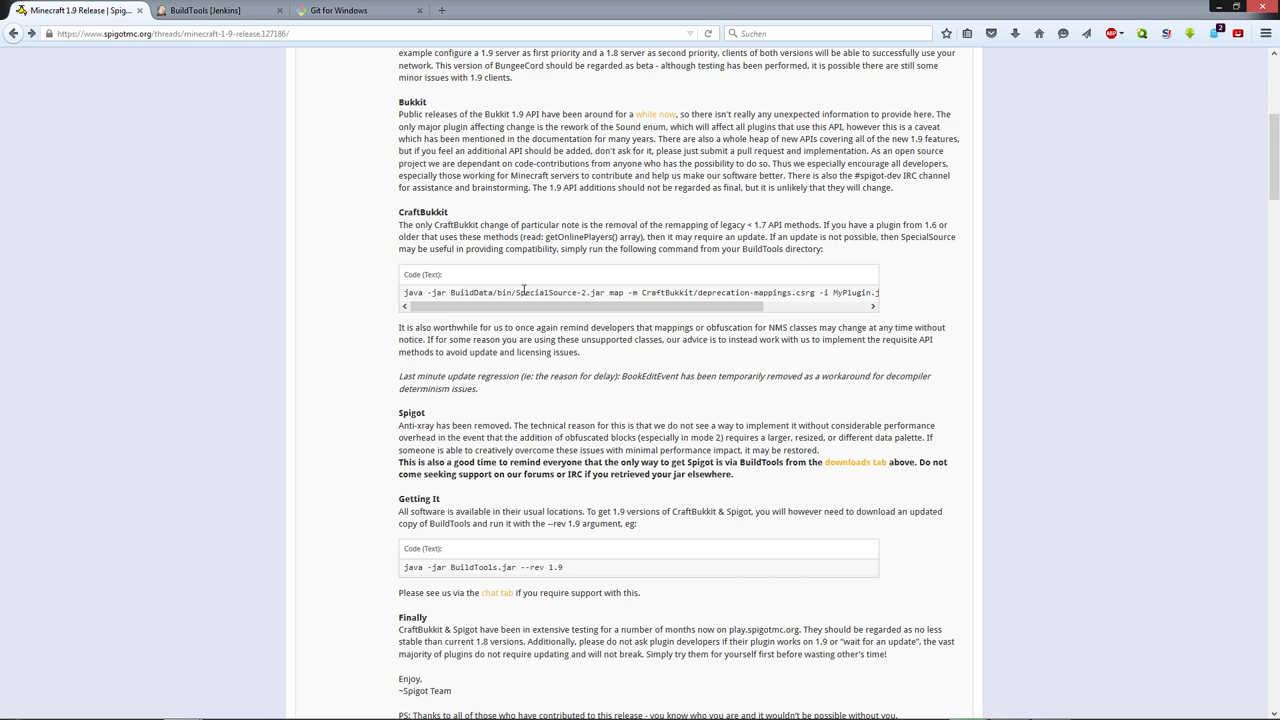 Minecraft 1.9 Release | Spig...
BuildTools [Jenkins]
Git for Windows
https://www.spigotmc.org/threads/minecraft-1-9-release.127186/
Suchen
ABP
2
example configure a 1.9 server as first priority and a 1.8 server as second priority, clients of both versions will be able to successfully use your
network. This version of BungeeCord should be regarded as beta - although testing has been performed, it is possible there are still some
minor issues with 1.9 clients.
Bukkit
Public releases of the Bukkit 1.9 API have been around for a while now, so there isn't really any unexpected information to provide here. The
only major plugin affecting change is the rework of the Sound enum, which will affect all plugins that use this API, however this is a caveat
which has been mentioned in the documentation for many years. There are also a whole heap of new APIs covering all of the new 1.9 features,
but if you feel an additional API should be added, don't ask for it, please just submit a pull request and implementation. As an open source
project we are dependant on code-contributions from anyone who has the possibility to do so. Thus we especially encourage all developers,
especially those working for Minecraft servers to contribute and help us make our software better. There is also the #spigot-dev IRC channel
for assistance and brainstorming. The 1.9 API additions should not be regarded as final, but it is unlikely that they will change.
CraftBukkit
The only CraftBukkit change of particular note is the removal of the remapping of legacy < 1.7 API methods. If you have a plugin from 1.6 or
older that uses these methods (read: getOnlinePlayers() array), then it may require an update. If an update is not possible, then SpecialSource
may be useful in providing compatibility, simply run the following command from your BuildTools directory:
Code (Text):
java -jar BuildData/bin/SpecialSource-2.jar map -m CraftBukkit/deprecation-mappings.csrg -i MyPlugin.j
It is also worthwhile for us to once again remind developers that mappings or obfuscation for NMS classes may change at any time without
notice. If for some reason you are using these unsupported classes, our advice is to instead work with us to implement the requisite API
methods to avoid update and licensing issues.
Last minute update regression (ie: the reason for delay): BookEditEvent has been temporarily removed as a workaround for decompiler
determinism issues.
Spigot
Anti-xray has been removed. The technical reason for this is that we do not see a way to implement it without considerable performance
overhead in the event that the addition of obfuscated blocks (especially in mode 2) requires a larger, resized, or different data palette. If
someone is able to creatively overcome these issues with minimal performance impact, it may be restored.
This is also a good time to remind everyone that the only way to get Spigot is via BuildTools from the downloads tab above. Do not
come seeking support on our forums or IRC if you retrieved your jar elsewhere.
Getting It
All software is available in their usual locations. To get 1.9 versions of CraftBukkit & Spigot, you will however need to download an updated
copy of BuildTools and run it with the --rev 1.9 argument, eg:
Code (Text):
java -jar BuildTools.jar --rev 1.9
Please see us via the chat tab if you require support with this.
Finally
CraftBukkit & Spigot have been in extensive testing for a number of months now on play.spigotmc.org. They should be regarded as no less
stable than current 1.8 versions. Additionally, please do not ask plugin developers if their plugin works on 1.9 or “wait for an update”, the vast
majority of plugins do not require updating and will not break. Simply try them for yourself first before wasting other's time!
Enjoy,
~Spigot Team
PS: Thanks to all of those who have contributed to this release - you know who you are and it wouldn't be possible without you.